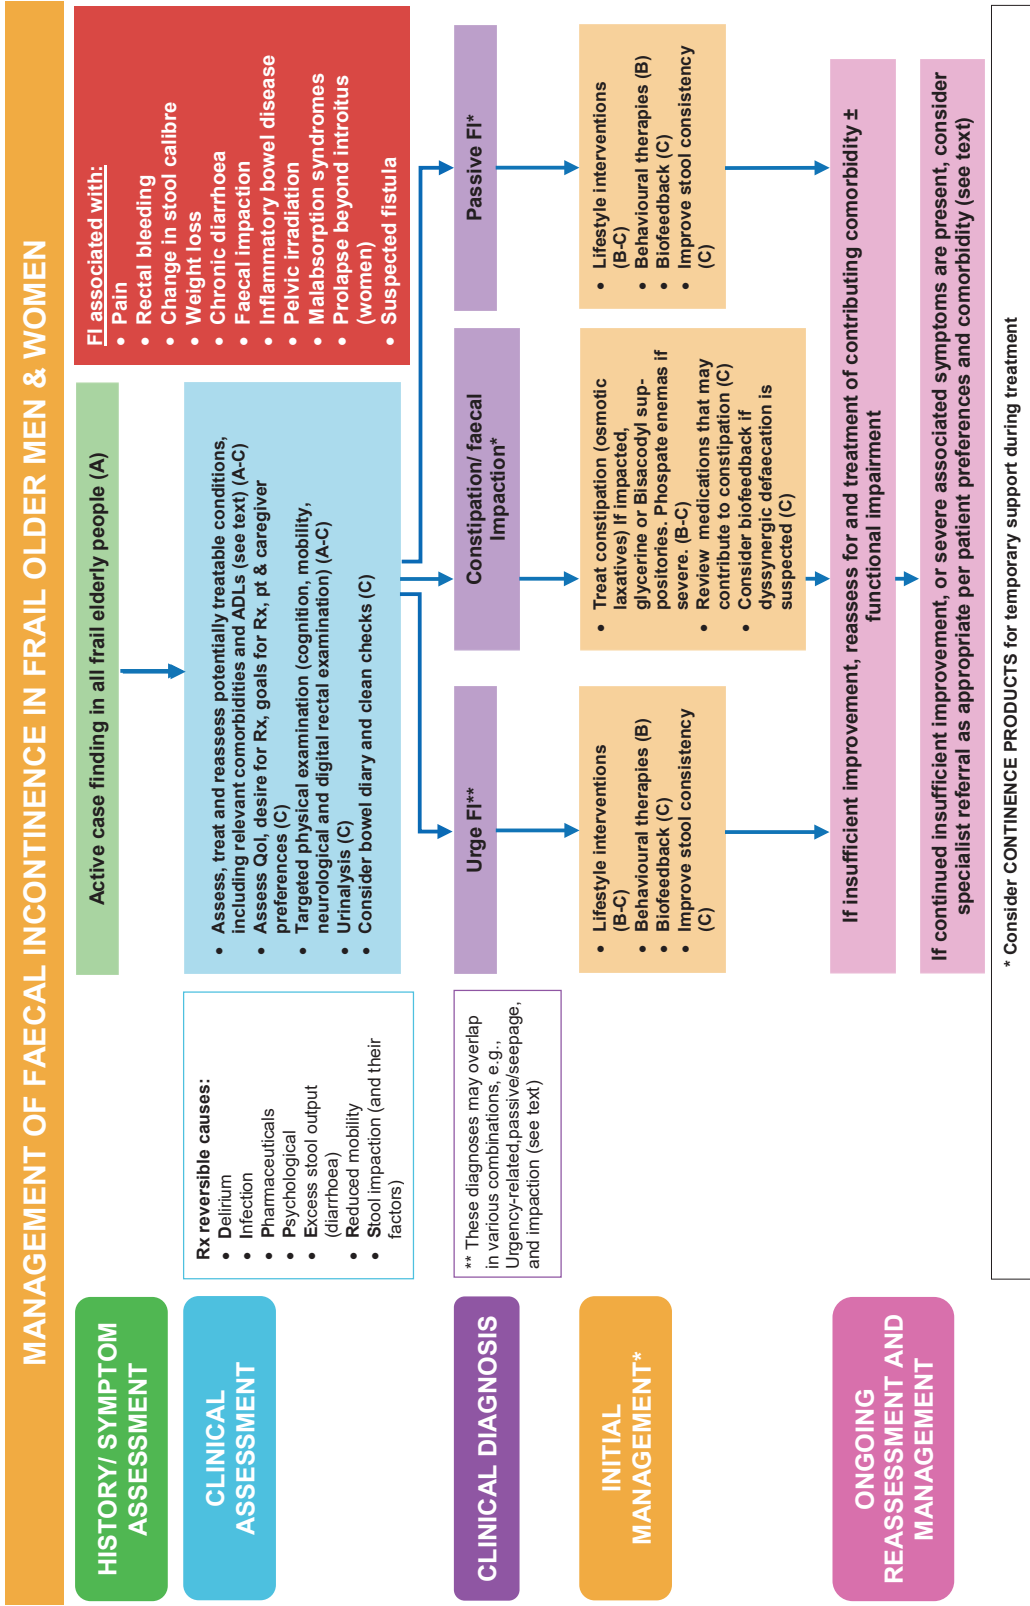 MANAGEMENT OF FAECAL INCONTINENCE IN FRAIL OLDER MEN & WOMEN
HISTORY/ SYMPTOM
ASSESSMENT
Active case finding in all frail elderly people (A)
FI associated with:
• Pain
• Rectal bleeding
• Change in stool calibre
• Weight loss
• Chronic diarrhoea
• Faecal impaction
• Inflammatory bowel disease
• Pelvic irradiation
• Malabsorption syndromes
• Prolapse beyond introitus
(women)
• Suspected fistula
CLINICAL
ASSESSMENT
Rx reversible causes:
• Delirium
• Infection
• Pharmaceuticals
• Psychological
• Excess stool output
(diarrhoea)
• Reduced mobility
• Stool impaction (and their
factors)
• Assess, treat and reassess potentially treatable conditions,
including relevant comorbidities and ADLs (see text) (A-C)
• Assess Qol, desire for Rx, goals for Rx, pt & caregiver
preferences (C)
• Targeted physical examination (cognition, mobility,
neurological and digital rectal examination) (A-C)
• Urinalysis (C)
• Consider bowel diary and clean checks (C)
CLINICAL DIAGNOSIS
** These diagnoses may overlap
in various combinations, e.g.,
Urgency-related,passive/seepage,
and impaction (see text)
Urge FI**
Constipation/ faecal
Impaction*
Passive FI*
INITIAL
MANAGEMENT*
• Lifestyle interventions
(B-C)
• Behavioural therapies (B)
• Biofeedback (C)
• Improve stool consistency
(C)
• Treat constipation (osmotic
laxatives) If impacted,
glycerine or Bisacodyl sup-
positories. Phospate enemas if
severe. (B-C)
• Review medications that may
contribute to constipation (C)
• Consider biofeedback if
dyssynergic defaecation is
suspected (C)
• Lifestyle interventions
(B-C)
• Behavioural therapies (B)
• Biofeedback (C)
• Improve stool consistency
(C)
ONGOING
REASSESSMENT AND
MANAGEMENT
If insufficient improvement, reassess for and treatment of contributing comorbidity ±
functional impairment
If continued insufficient improvement, or severe associated symptoms are present, consider
specialist referral as appropriate per patient preferences and comorbidity (see text)
* Consider CONTINENCE PRODUCTS for temporary support during treatment